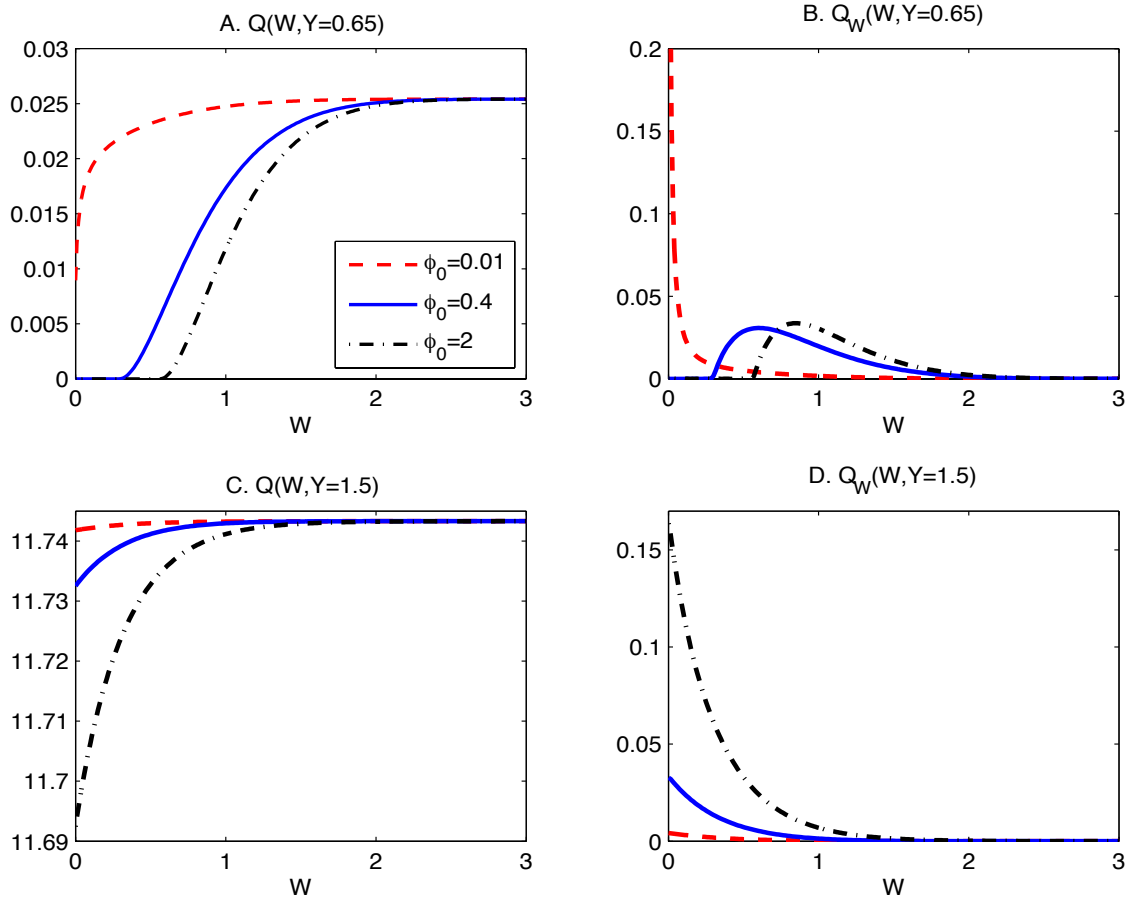 A. Q(W,Y=0.65)
0.03
0.025
0.02
0.015
0.01
0.005
0
0 1 2 3
W
ϕ₀=0.01
ϕ₀=0.4
ϕ₀=2
B. Q_W(W,Y=0.65)
0.2
0.15
0.1
0.05
0
0 1 2 3
W
C. Q(W,Y=1.5)
11.74
11.73
11.72
11.71
11.7
11.69
0 1 2 3
W
D. Q_W(W,Y=1.5)
0.15
0.1
0.05
0
0 1 2 3
W